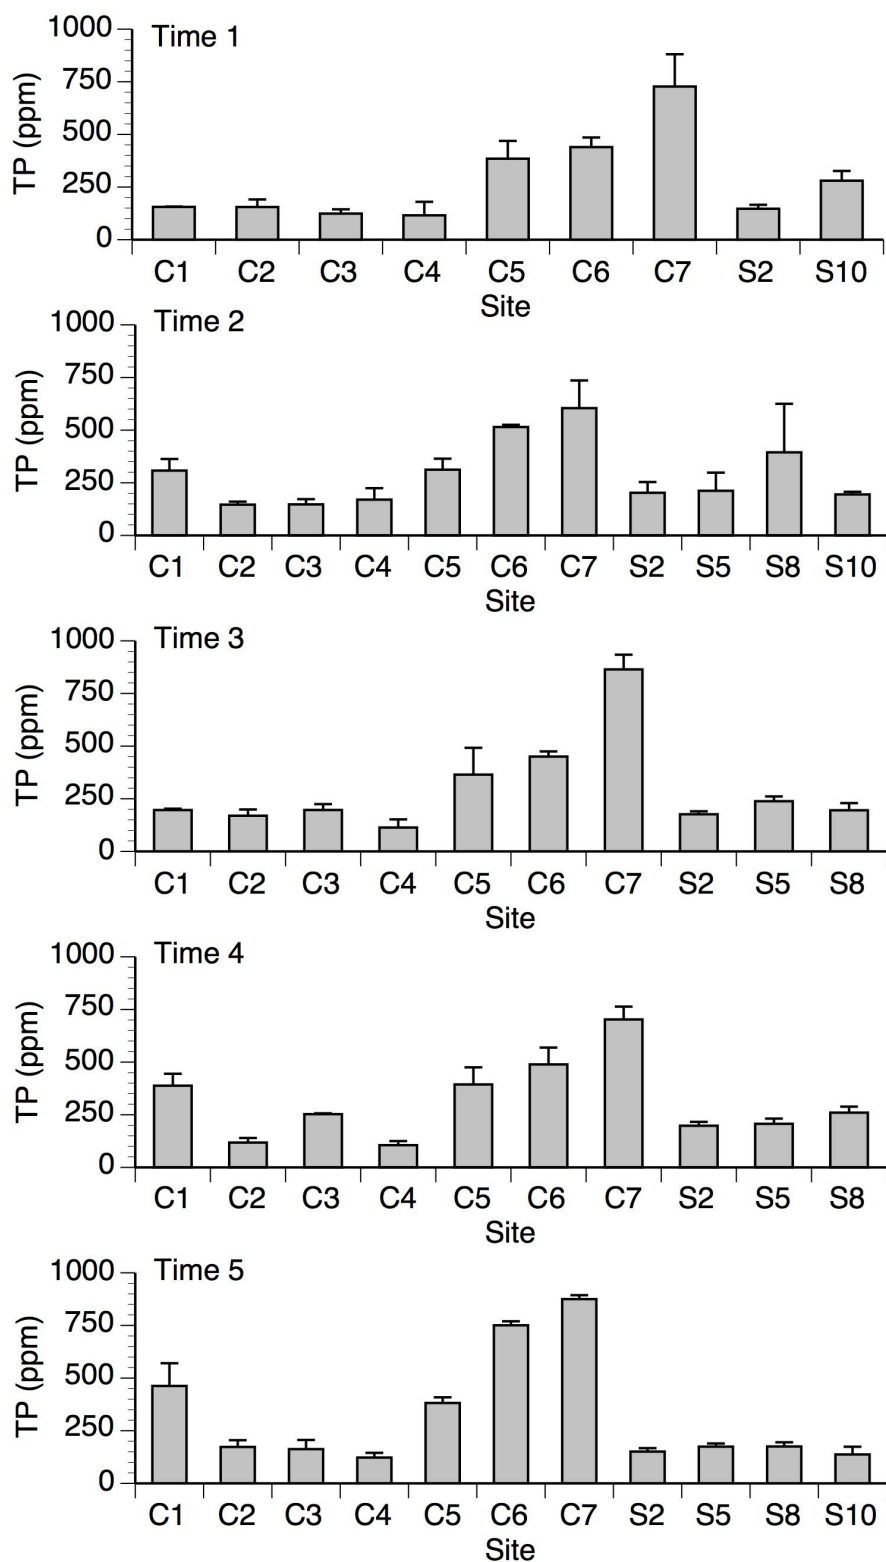 Time 1
TP (ppm)
1000
750
500
250
0
C1 C2 C3 C4 C5 C6 C7 S2 S10
Site
Time 2
TP (ppm)
1000
750
500
250
0
C1 C2 C3 C4 C5 C6 C7 S2 S5 S8 S10
Site
Time 3
TP (ppm)
1000
750
500
250
0
C1 C2 C3 C4 C5 C6 C7 S2 S5 S8
Site
Time 4
TP (ppm)
1000
750
500
250
0
C1 C2 C3 C4 C5 C6 C7 S2 S5 S8
Site
Time 5
TP (ppm)
1000
750
500
250
0
C1 C2 C3 C4 C5 C6 C7 S2 S5 S8 S10
Site